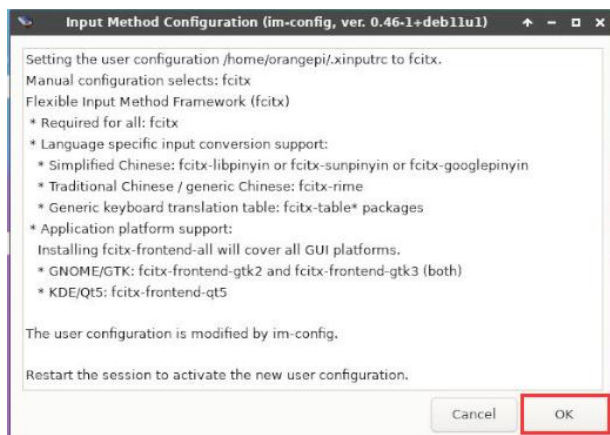 Input Method Configuration (im-config, ver. 0.46-1+deb11u1)
Setting the user configuration /home/orangepi/.xinputrc to fcitx.
Manual configuration selects: fcitx
Flexible Input Method Framework (fcitx)
* Required for all: fcitx
* Language specific input conversion support:
* Simplified Chinese: fcitx-libpinyin or fcitx-sunpinyin or fcitx-googlepinyin
* Traditional Chinese / generic Chinese: fcitx-rime
* Generic keyboard translation table: fcitx-table* packages
* Application platform support:
Installing fcitx-frontend-all will cover all GUI platforms.
* GNOME/GTK: fcitx-frontend-gtk2 and fcitx-frontend-gtk3 (both)
* KDE/Qt5: fcitx-frontend-qt5
The user configuration is modified by im-config.
Restart the session to activate the new user configuration.
Cancel OK